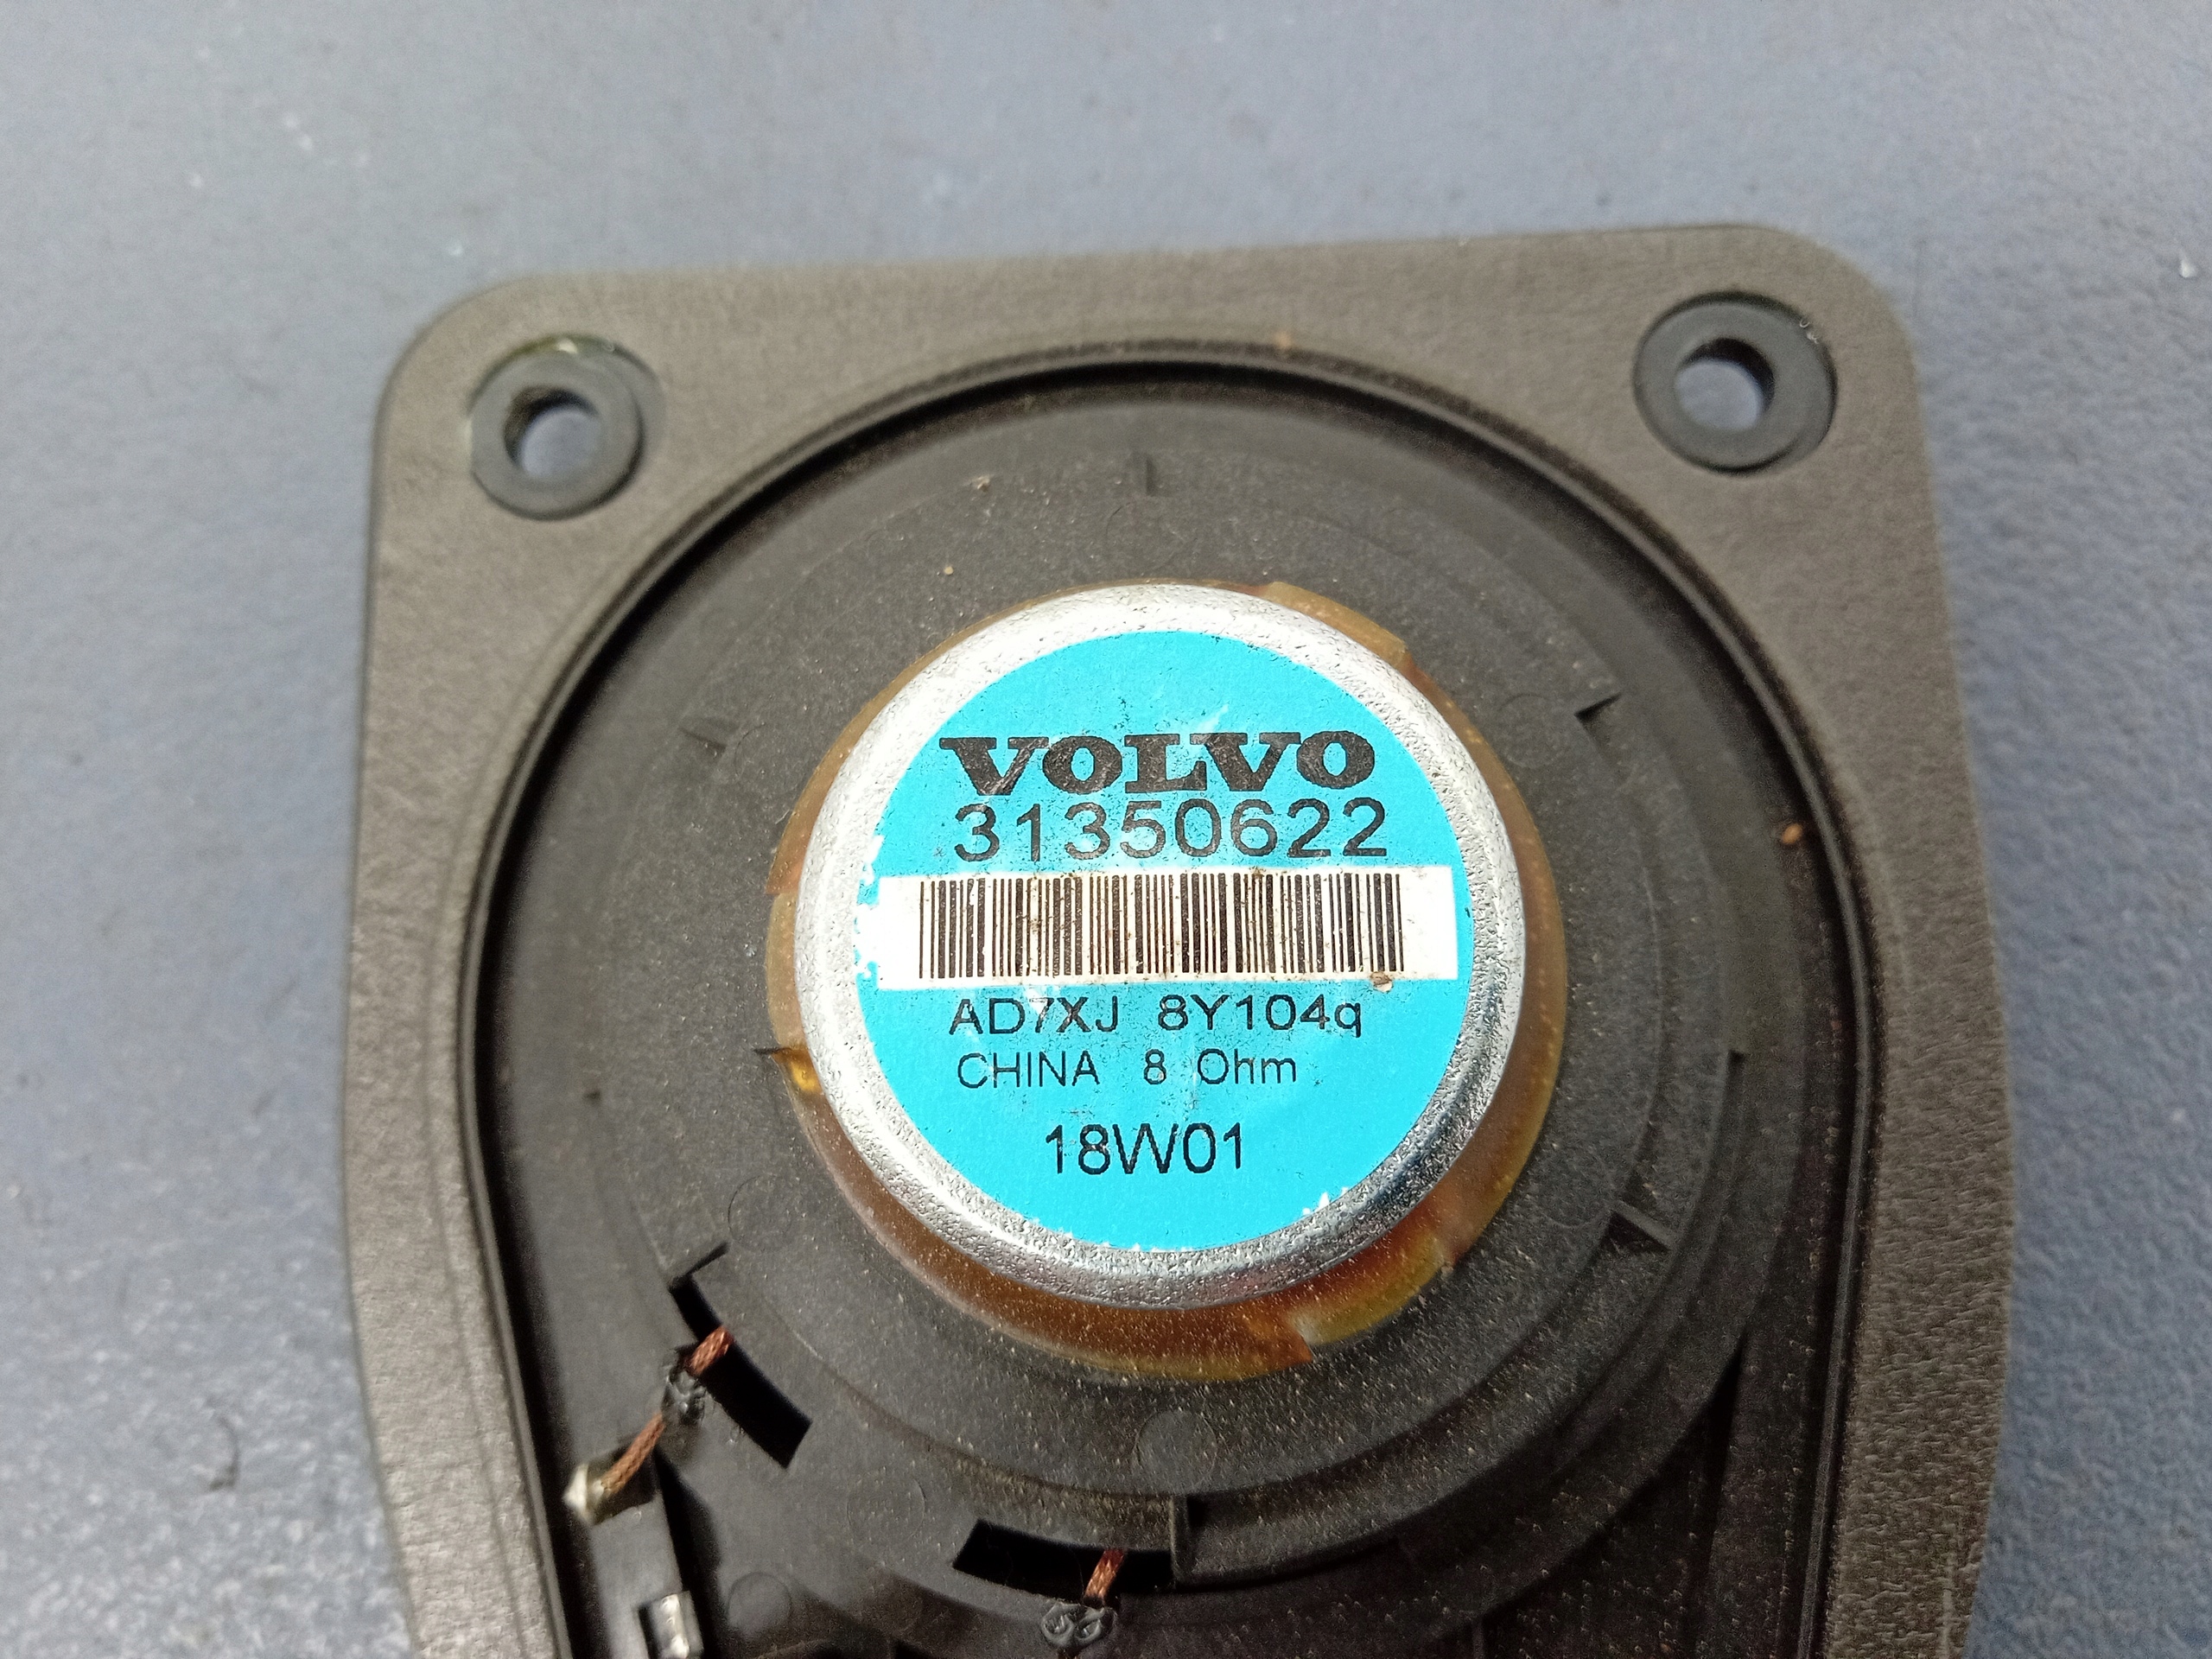 VOLVO
31350622
AD7XJ 8Y104q
CHINA 8 Ohm
18W01